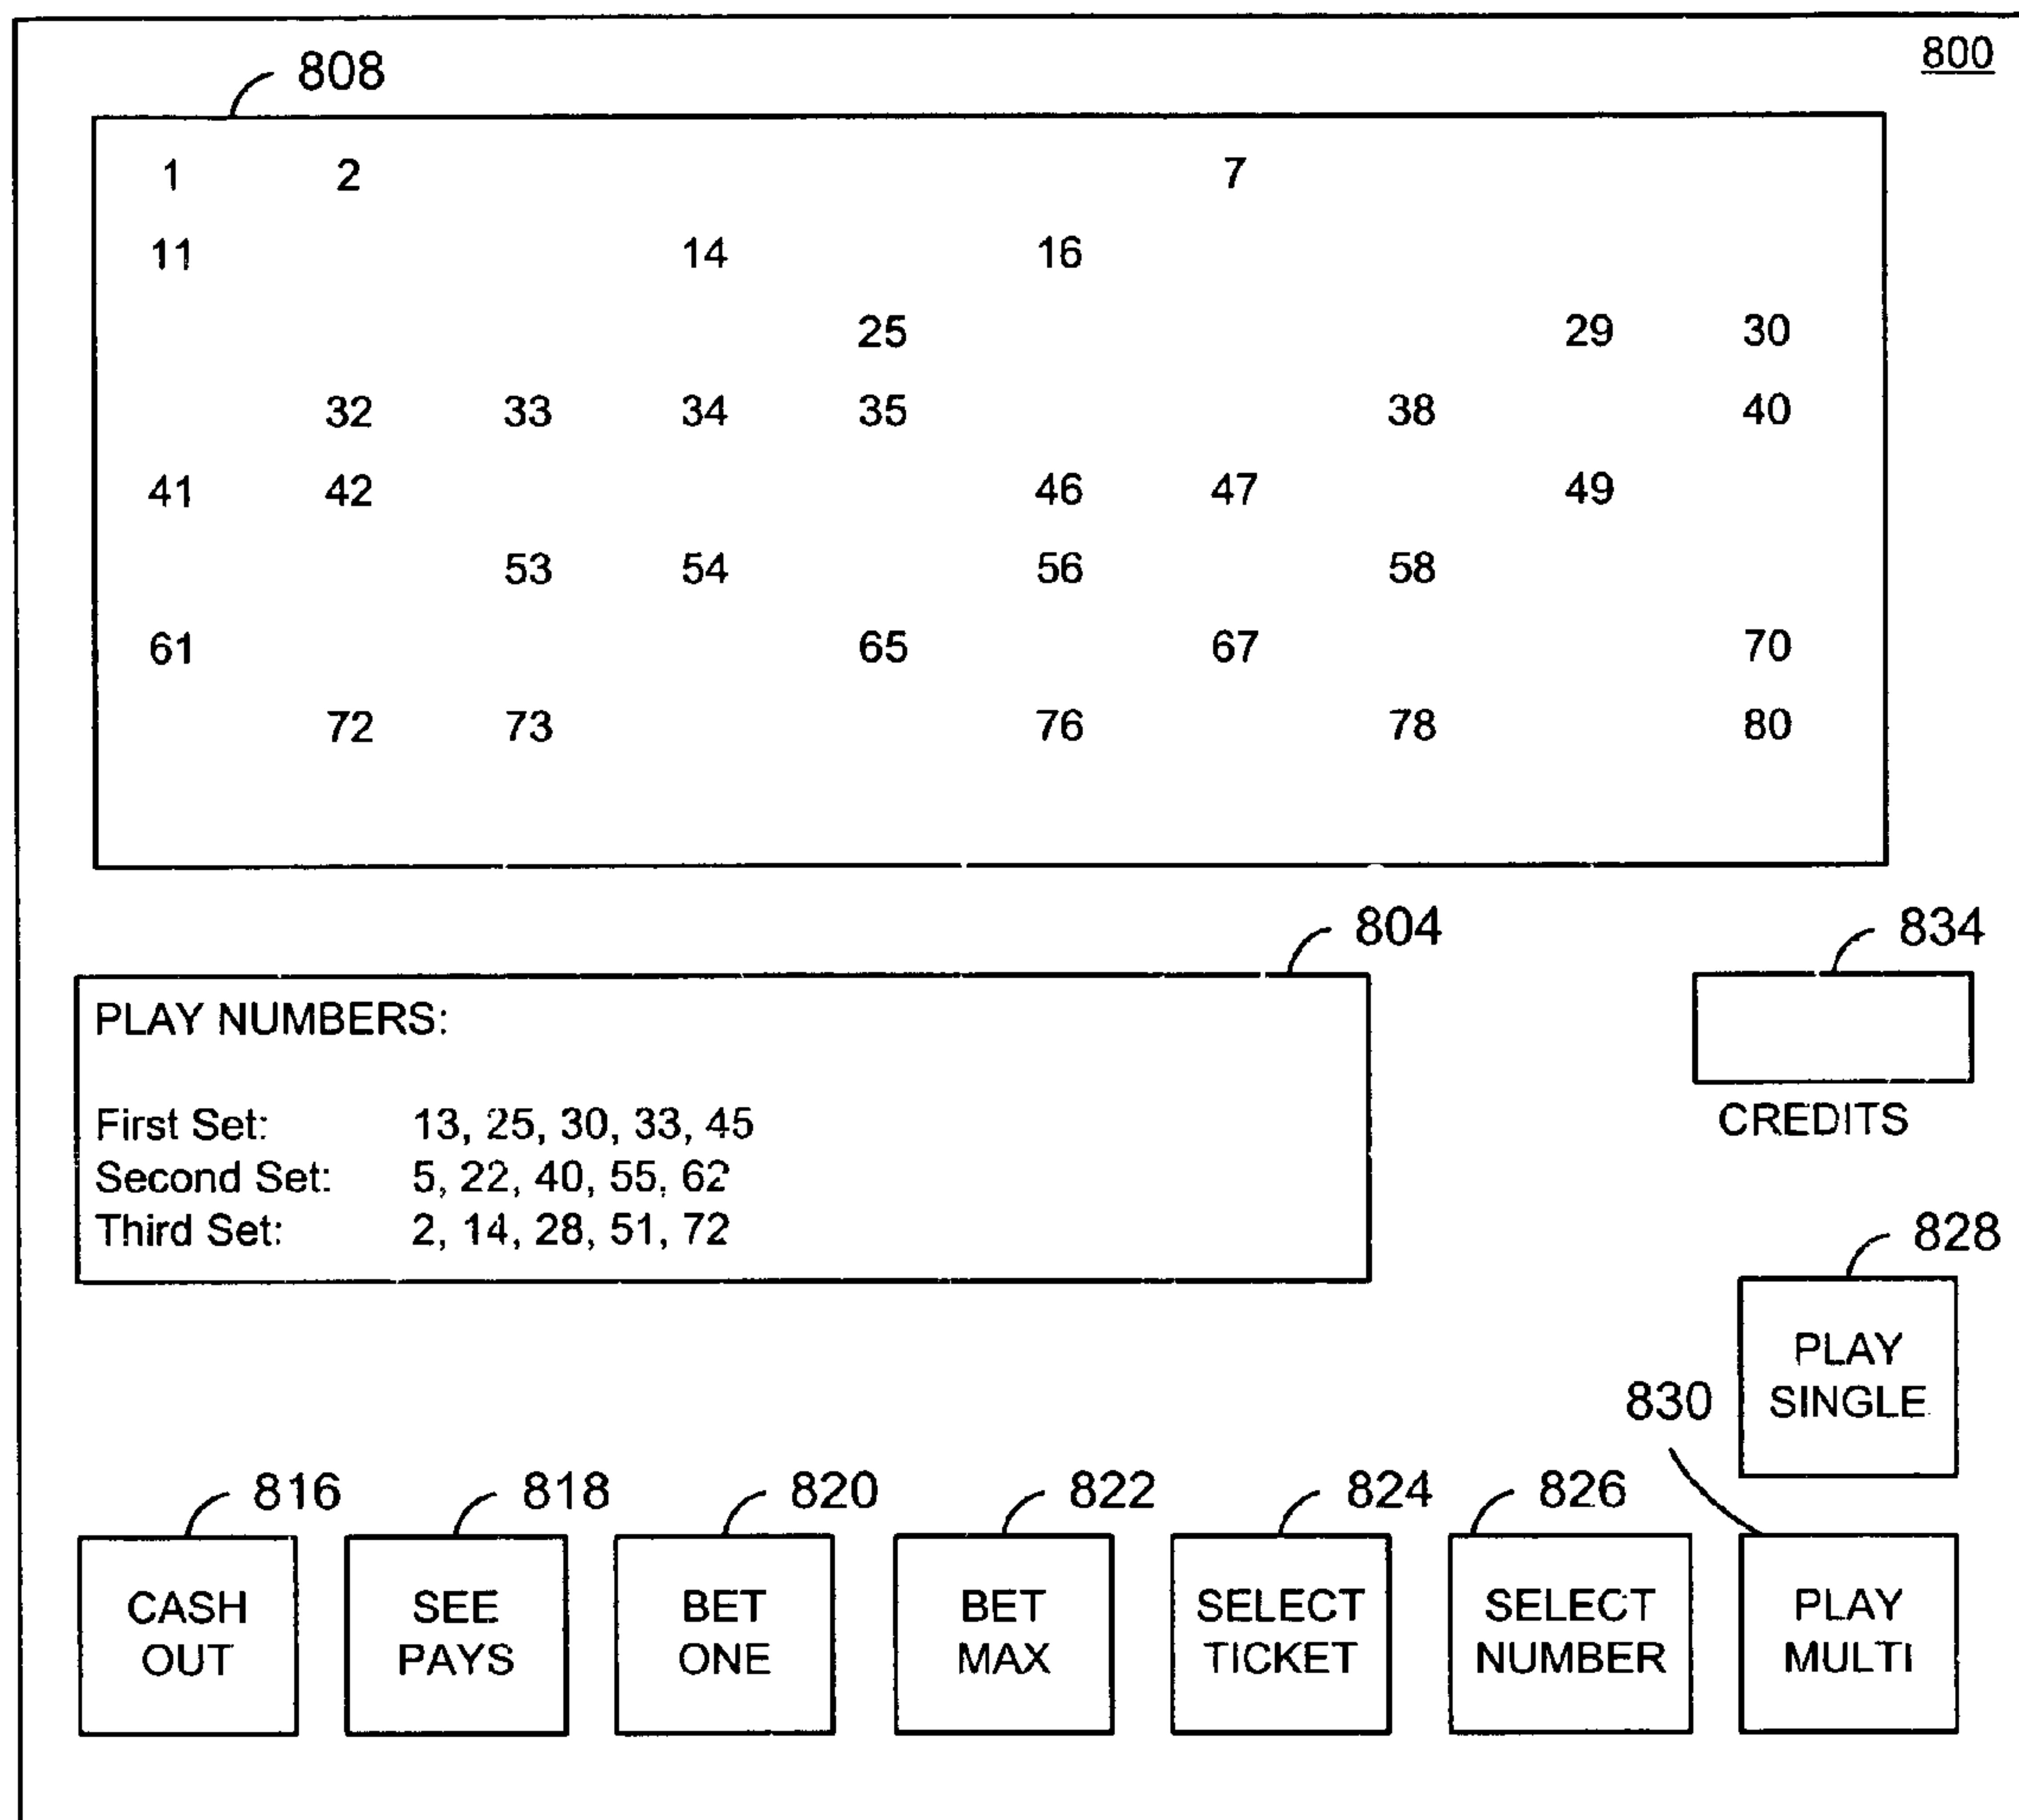 800
808
1 2 7
11 14 16
25 29 30
32 33 34 35 38 40
41 42 46 47 49
53 54 56 58
61 65 67 70
72 73 76 78 80
804
834
PLAY NUMBERS:
First Set: 13, 25, 30, 33, 45
Second Set: 5, 22, 40, 55, 62
Third Set: 2, 14, 28, 51, 72
CREDITS
828
PLAY
SINGLE
830
816 818 820 822 824 826
CASH
OUT
SEE
PAYS
BET
ONE
BET
MAX
SELECT
TICKET
SELECT
NUMBER
PLAY
MULTI